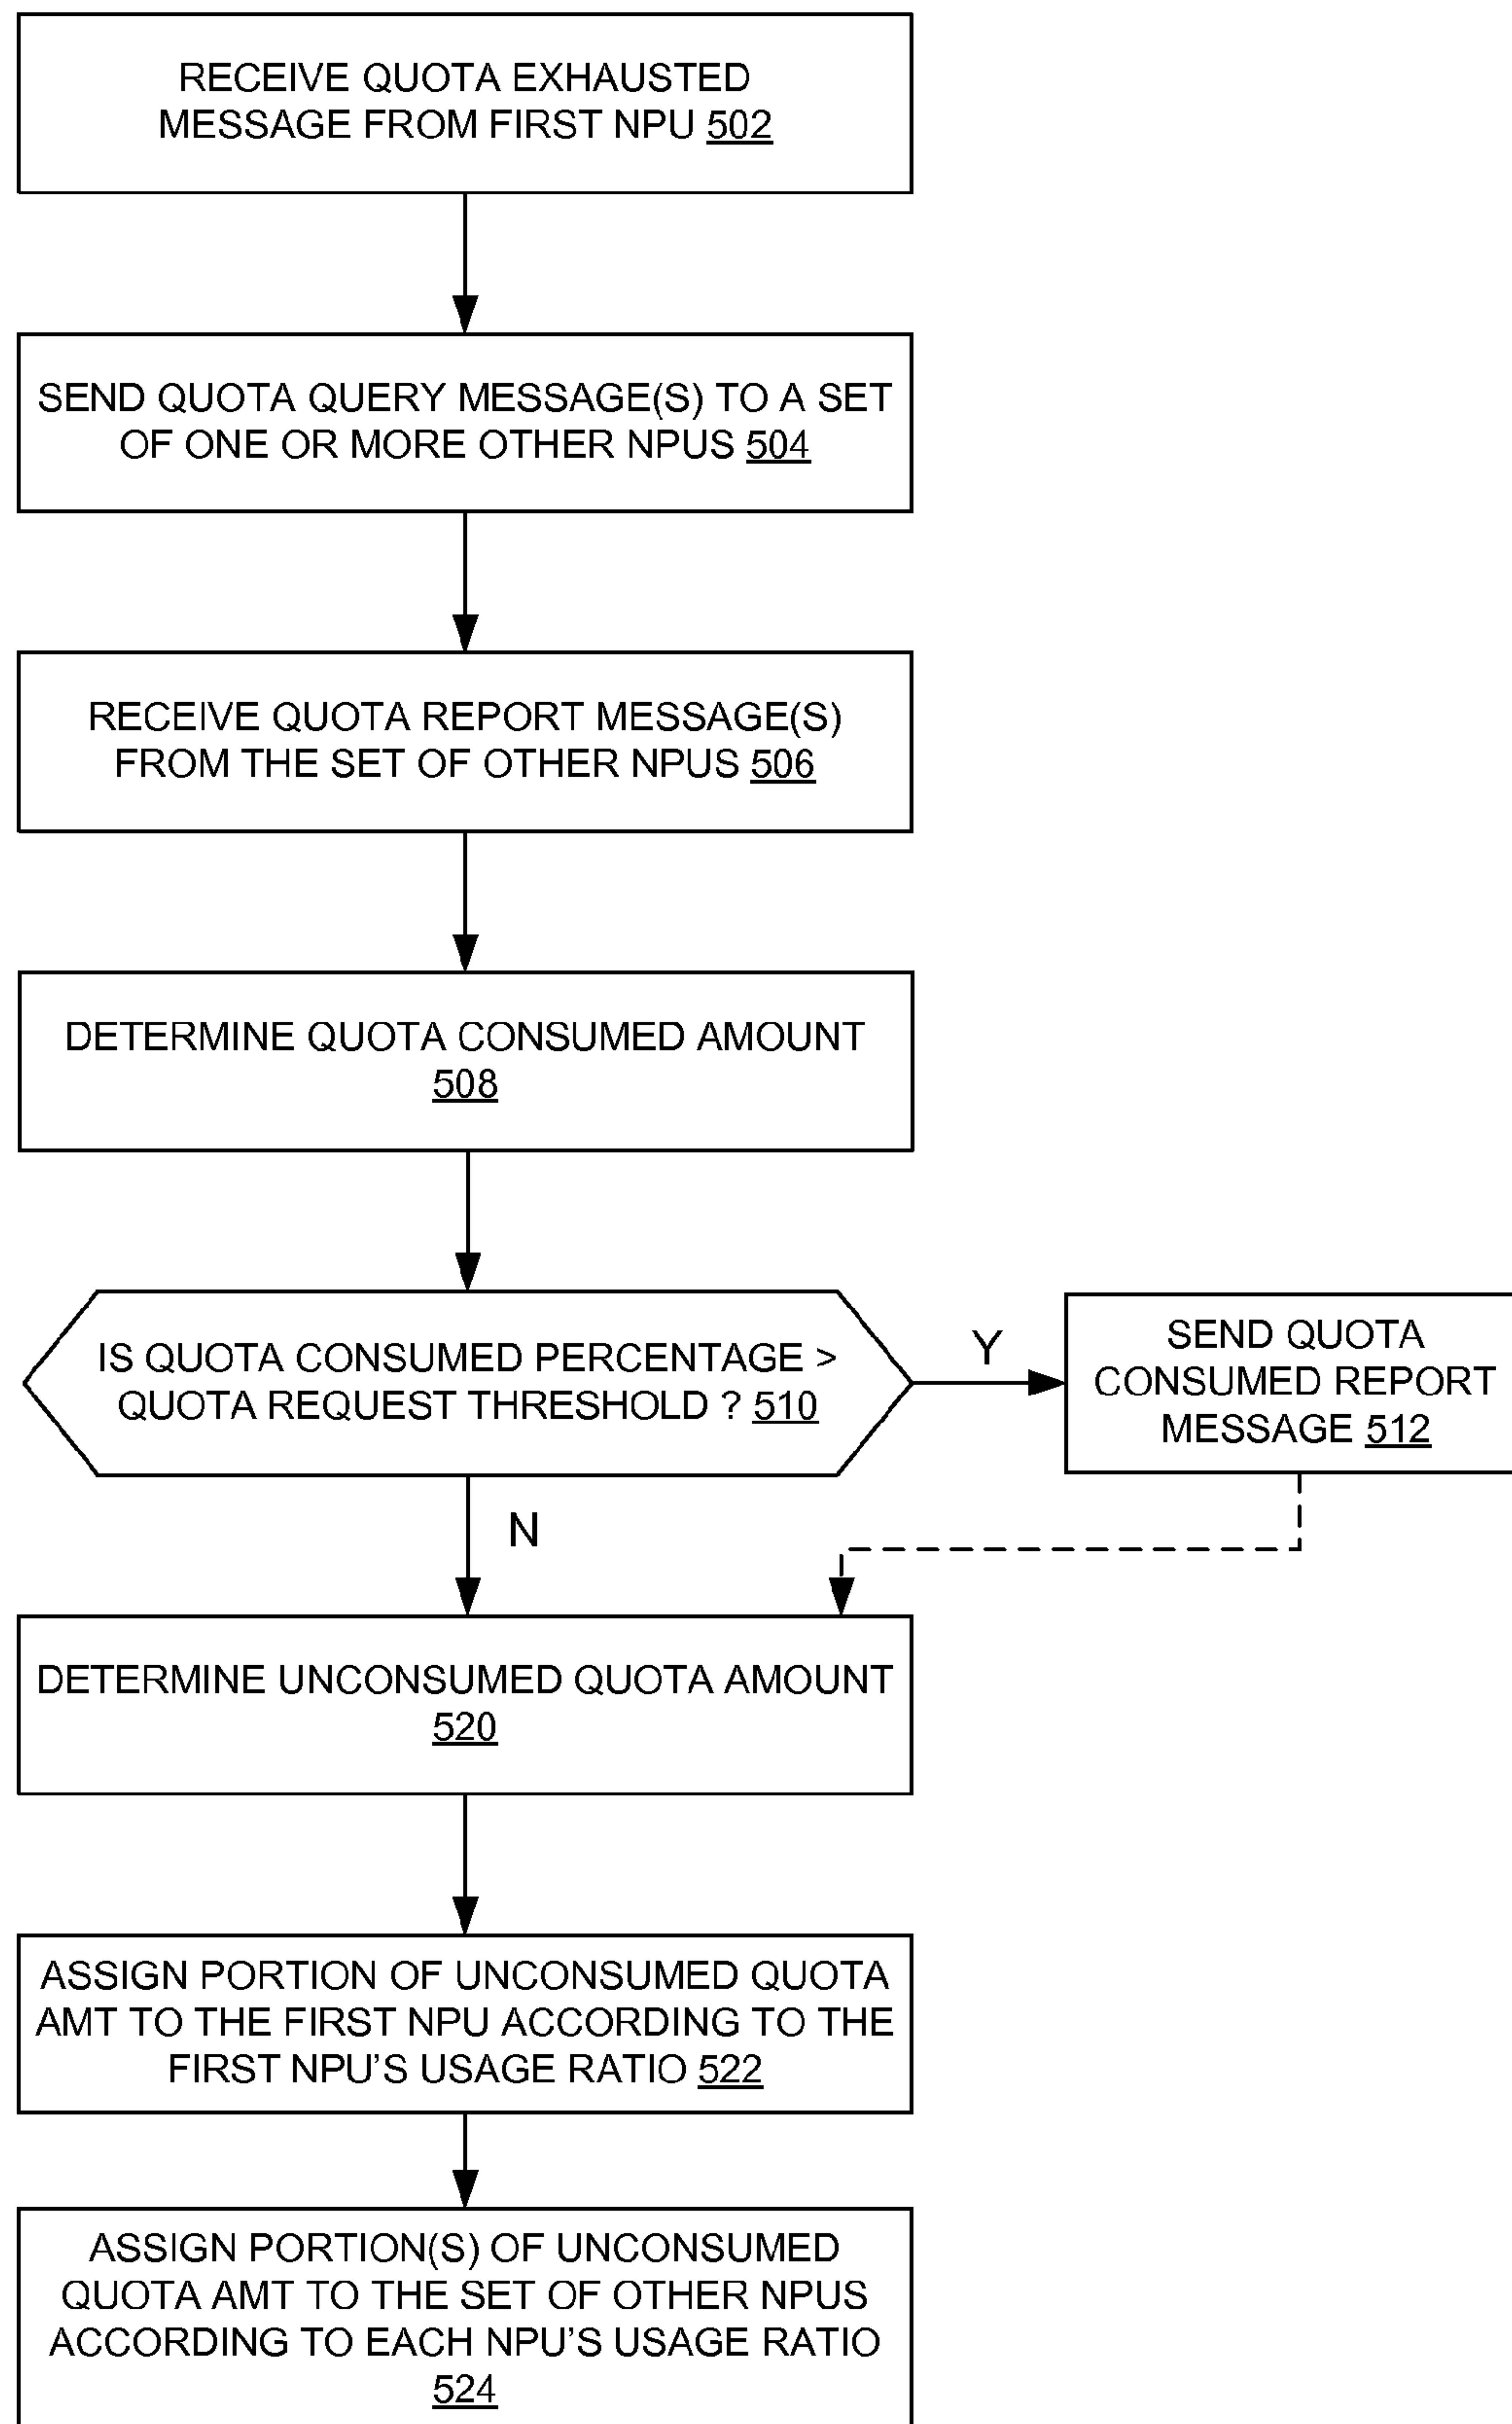 RECEIVE QUOTA EXHAUSTED
MESSAGE FROM FIRST NPU 502
SEND QUOTA QUERY MESSAGE(S) TO A SET
OF ONE OR MORE OTHER NPUS 504
RECEIVE QUOTA REPORT MESSAGE(S)
FROM THE SET OF OTHER NPUS 506
DETERMINE QUOTA CONSUMED AMOUNT
508
IS QUOTA CONSUMED PERCENTAGE >
QUOTA REQUEST THRESHOLD ? 510
Y
SEND QUOTA
CONSUMED REPORT
MESSAGE 512
N
DETERMINE UNCONSUMED QUOTA AMOUNT
520
ASSIGN PORTION OF UNCONSUMED QUOTA
AMT TO THE FIRST NPU ACCORDING TO THE
FIRST NPU'S USAGE RATIO 522
ASSIGN PORTION(S) OF UNCONSUMED
QUOTA AMT TO THE SET OF OTHER NPUS
ACCORDING TO EACH NPU'S USAGE RATIO
524